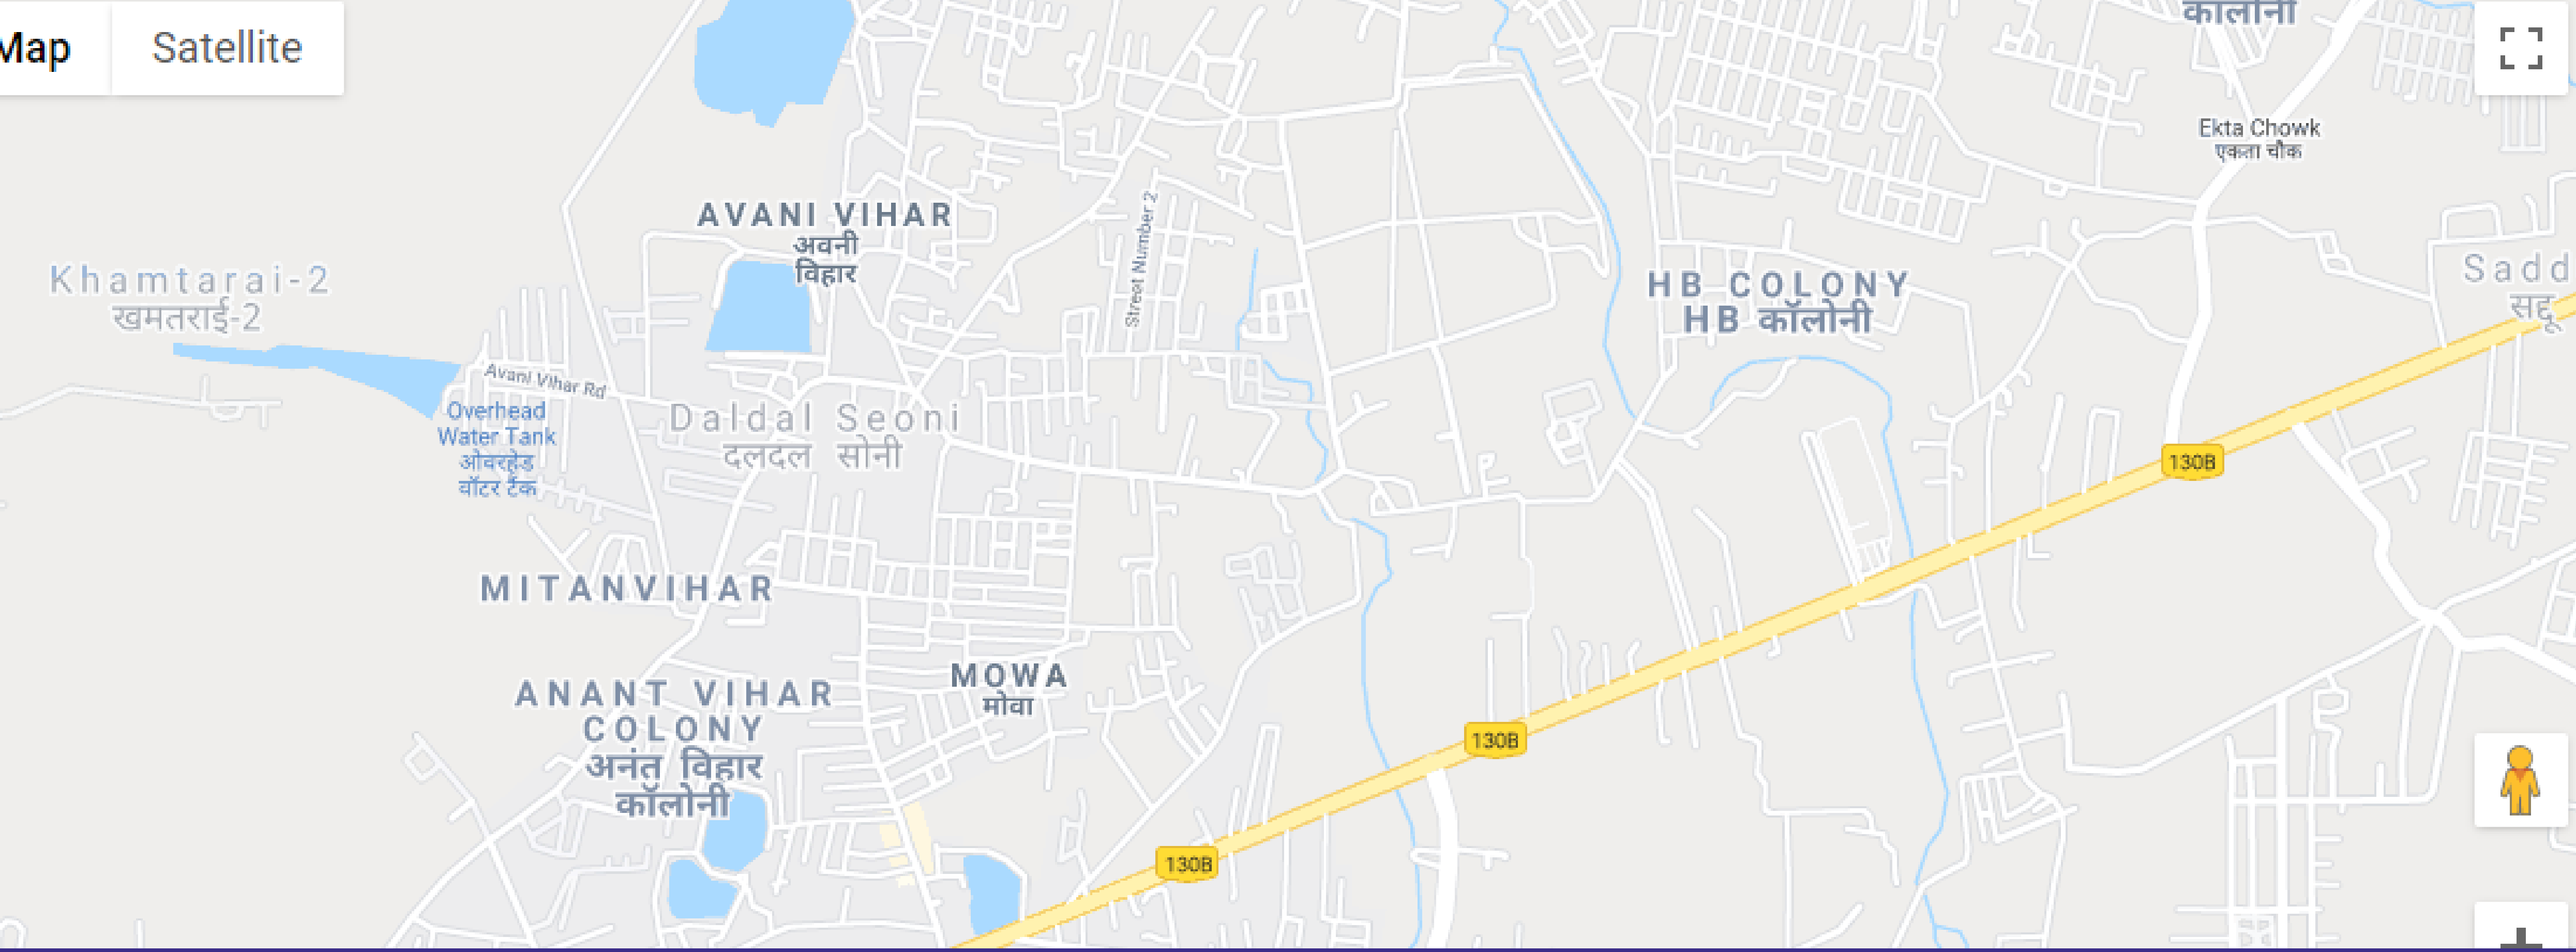 Map
Satellite
कालोनी
Ekta Chowk
एकता चौक
AVANI VIHAR
अवनी
विहार
Street Number 2
Khamtarai-2
खमतराई-2
HB COLONY
HB कॉलोनी
Sadd
सद्दू
Avani Vihar Rd
Overhead
Water Tank
ओवरहेड
वॉटर टैंक
Daldal Seoni
दलदल सोनी
130B
MITANVIHAR
MOWA
मोवा
ANANT VIHAR
COLONY
अनंत विहार
कॉलोनी
130B
130B